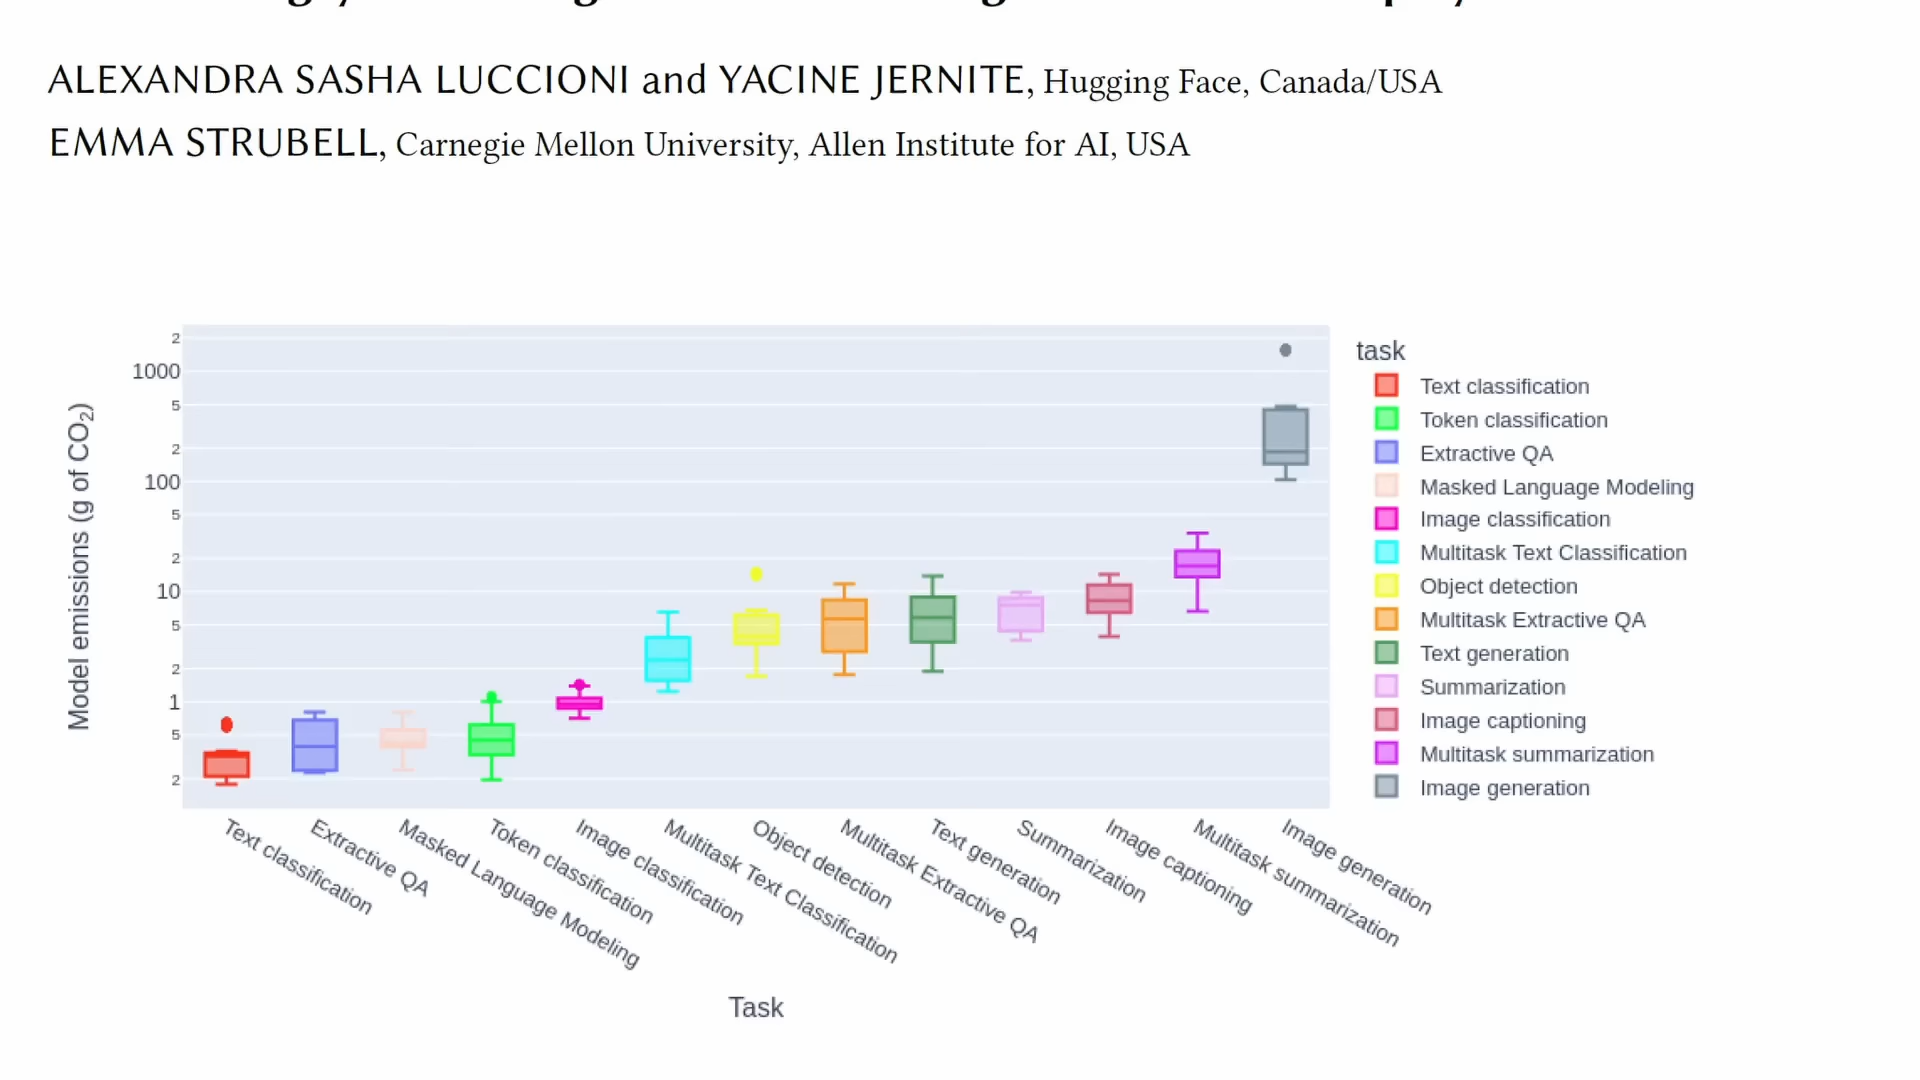 ALEXANDRA SASHA LUCCIONI and YACINE JERNITE, Hugging Face, Canada/USA
EMMA STRUBELL, Carnegie Mellon University, Allen Institute for AI, USA
Model emissions (g of CO2)
2
1000
5
2
100
5
2
10
5
2
1
5
2
Text classification
Extractive QA
Masked Language Modeling
Token classification
Image classification
Multitask Text Classification
Object detection
Multitask Extractive QA
Text generation
Summarization
Image captioning
Multitask summarization
Image generation
Task
task
Text classification
Token classification
Extractive QA
Masked Language Modeling
Image classification
Multitask Text Classification
Object detection
Multitask Extractive QA
Text generation
Summarization
Image captioning
Multitask summarization
Image generation